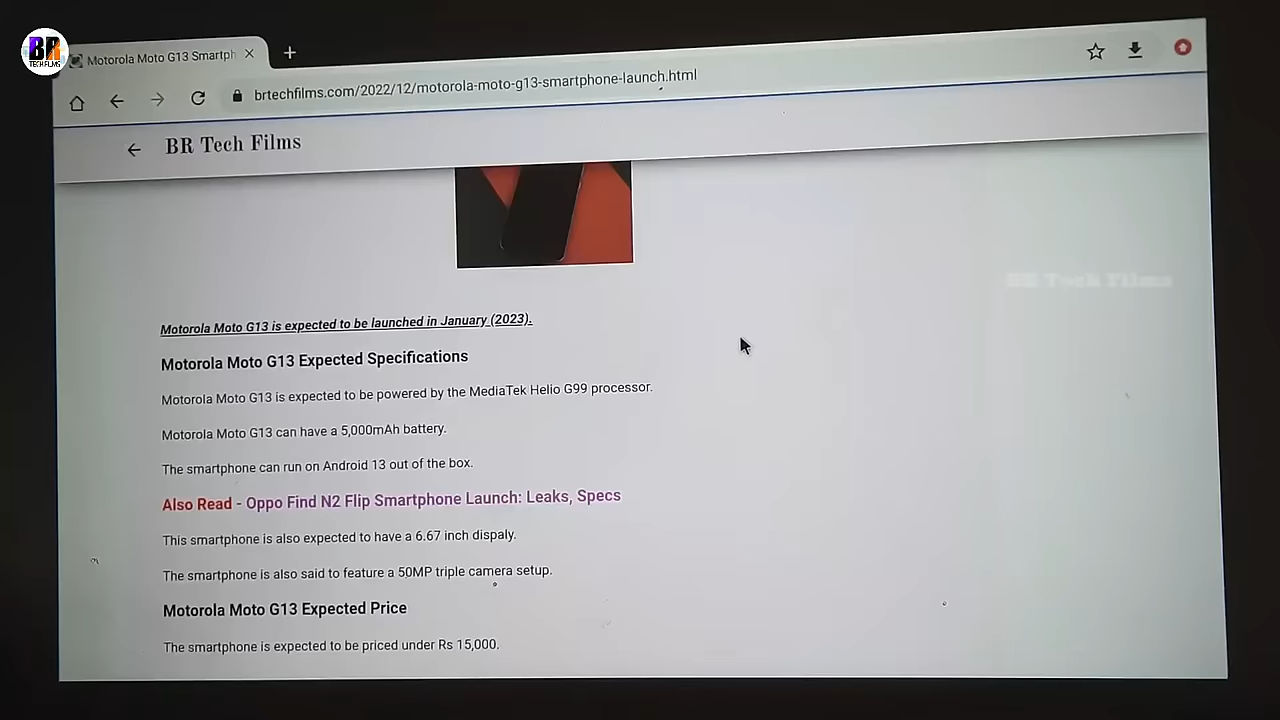 BR
TECH FILMS
Motorola Moto G13 Smartph
brtechfilms.com/2022/12/motorola-moto-g13-smartphone-launch.html
BR Tech Films
BR Tech Films
Motorola Moto G13 is expected to be launched in January (2023).
Motorola Moto G13 Expected Specifications
Motorola Moto G13 is expected to be powered by the MediaTek Helio G99 processor.
Motorola Moto G13 can have a 5,000mAh battery.
The smartphone can run on Android 13 out of the box.
Also Read - Oppo Find N2 Flip Smartphone Launch: Leaks, Specs
This smartphone is also expected to have a 6.67 inch dispaly.
The smartphone is also said to feature a 50MP triple camera setup.
Motorola Moto G13 Expected Price
The smartphone is expected to be priced under Rs 15,000.